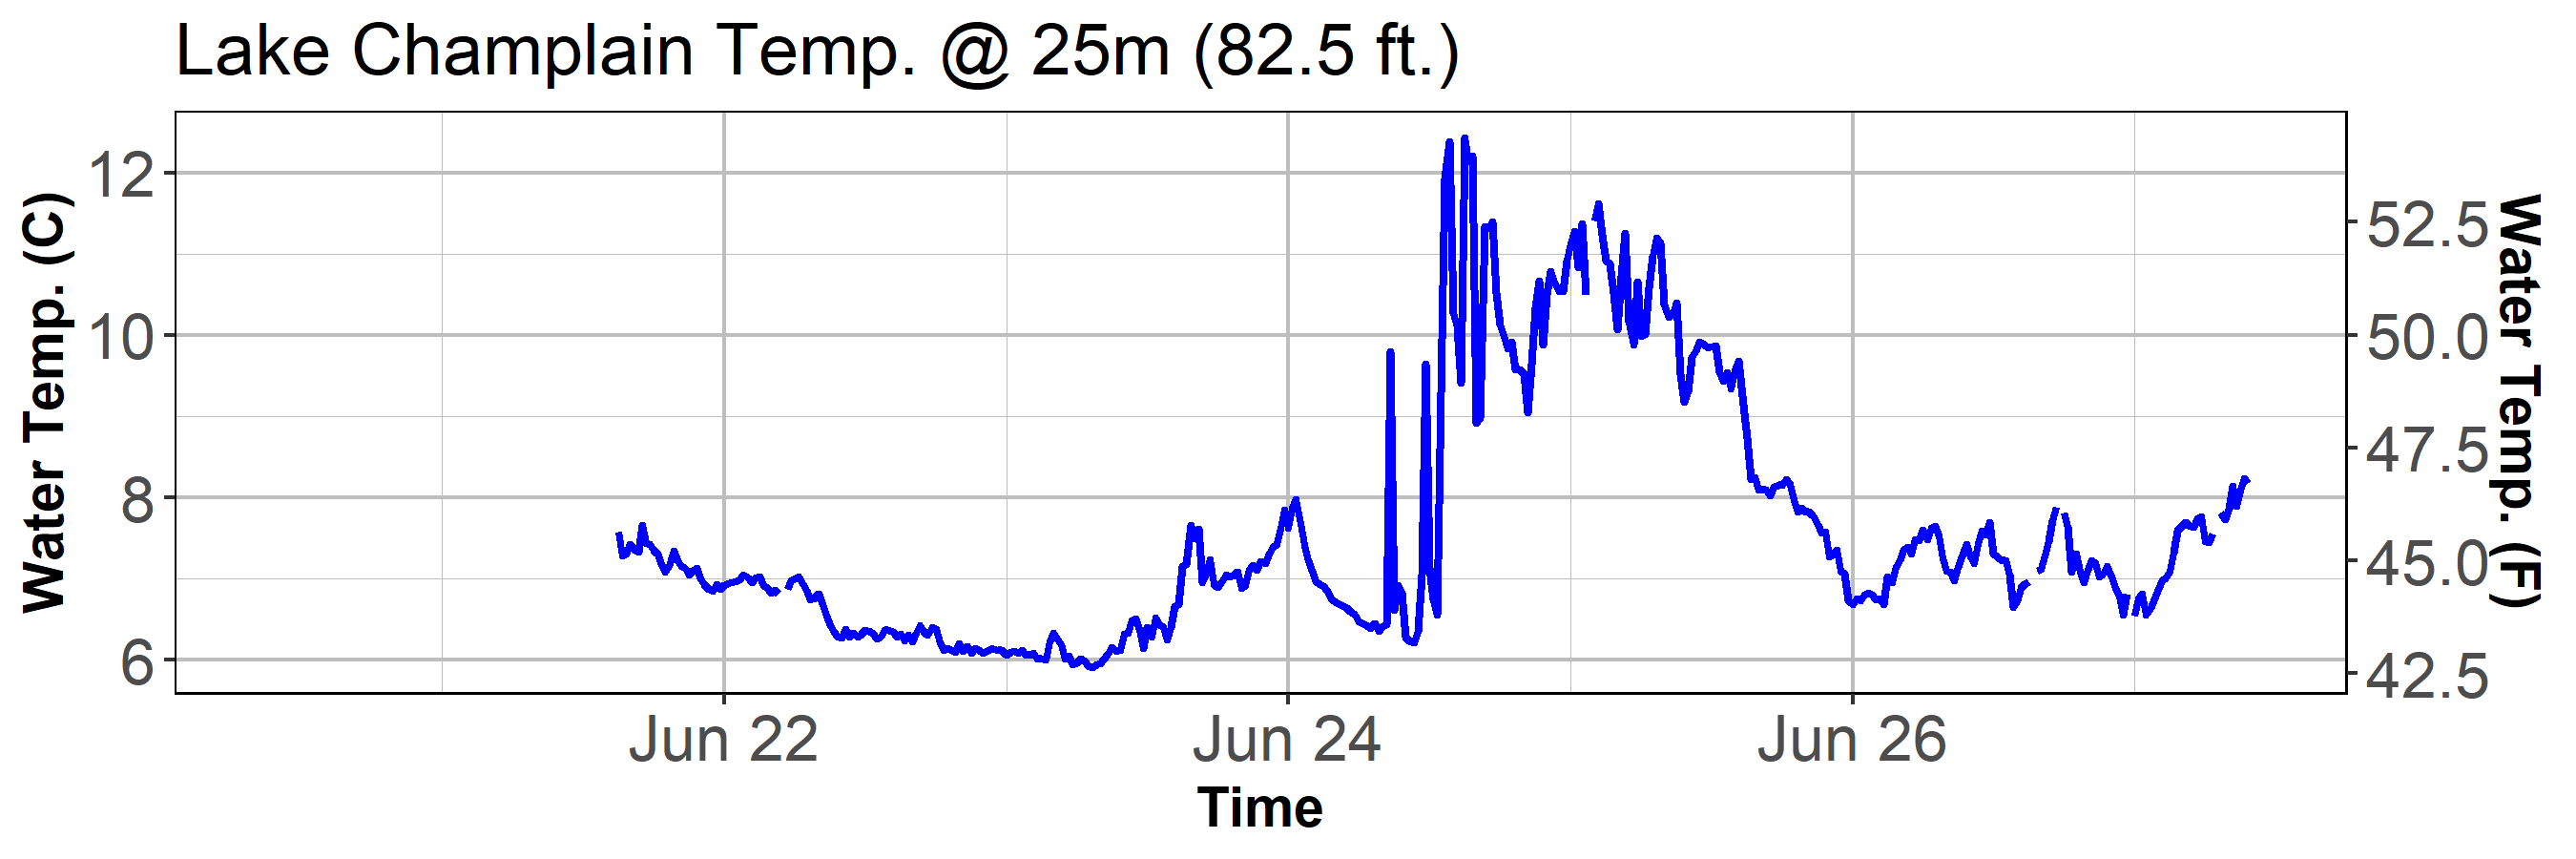 Lake Champlain Temp. @ 25m (82.5 ft.)
Water Temp. (C)
12
10
8
6
52.5
50.0
47.5
45.0
42.5
Water Temp. (F)
Jun 22
Jun 24
Jun 26
Time